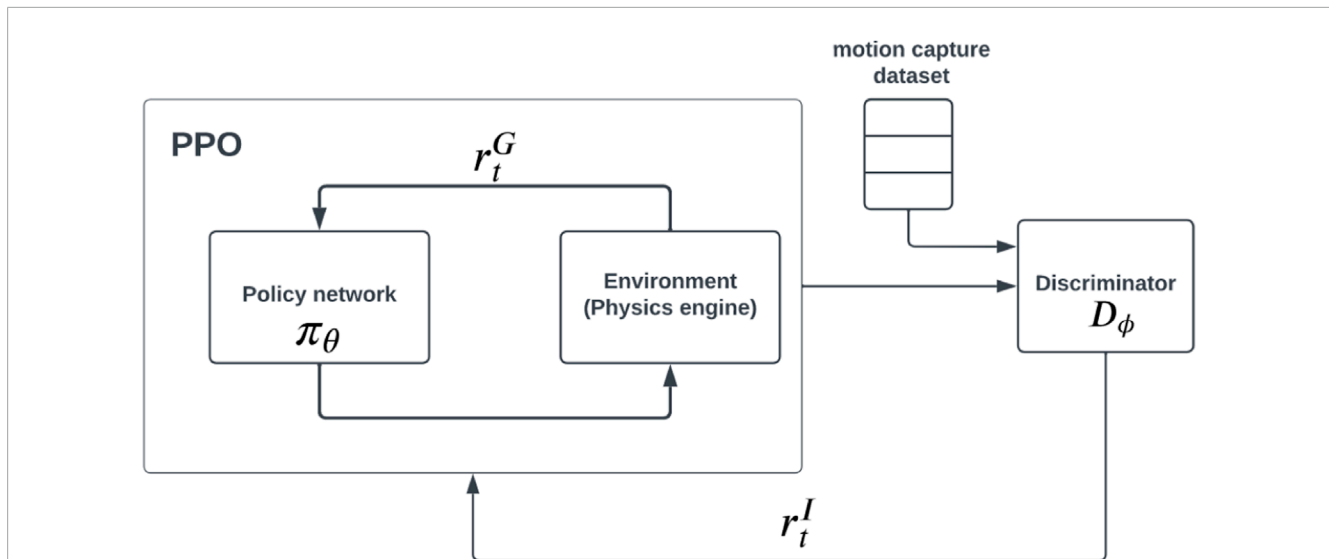 motion capture
dataset
PPO
r_t^G
Policy network
π_θ
Environment
(Physics engine)
Discriminator
D_ϕ
r_t^I